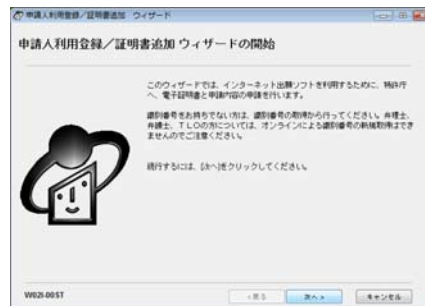 申請人利用登録／証明書追加 ウィザード
申請人利用登録／証明書追加 ウィザードの開始
このウィザードでは、インターネット出願ソフトを利用するために、特許庁
へ、電子証明書と申請内容の申請を行います。
識別番号をお持ちでない方は、識別番号の取得から行ってください。弁理士、
弁護士、ＴＬＯの方については、オンラインによる識別番号の新規取得はでき
ませんのでご注意ください。
続行するには、[次へ]をクリックしてください。
W02I-00ST
＜戻る
次へ＞
キャンセル